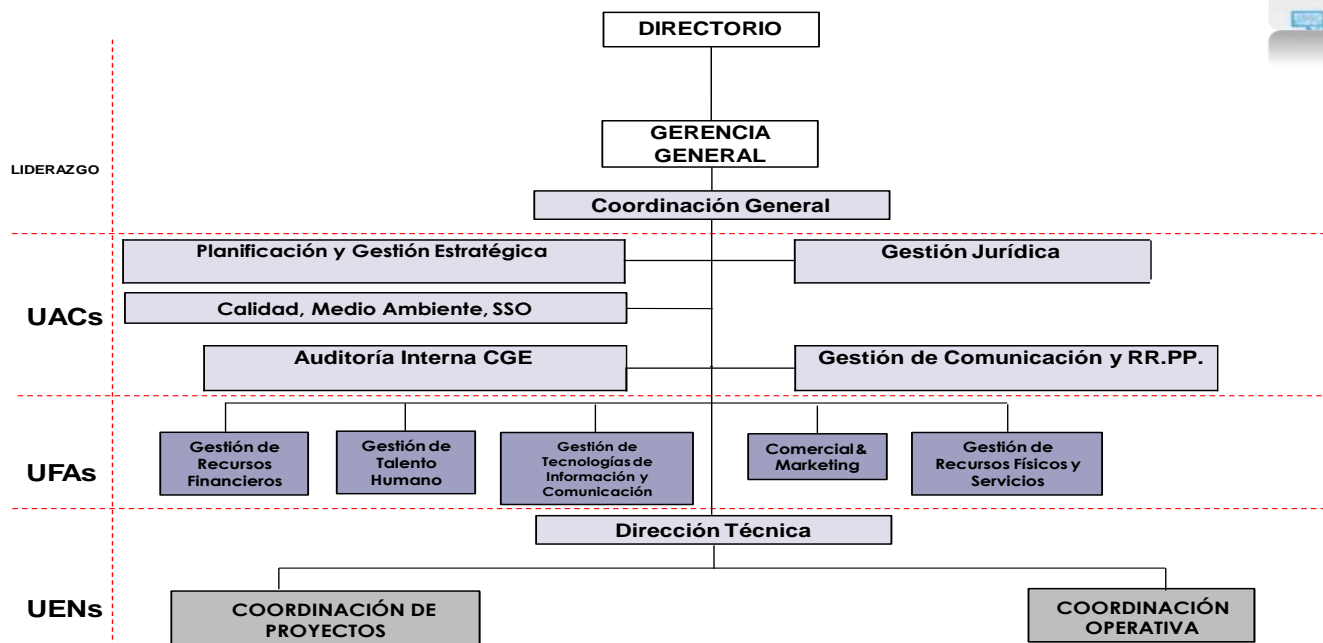 DIRECTORIO
GERENCIA
GENERAL
LIDERAZGO
Coordinación General
Planificación y Gestión Estratégica
Gestión Jurídica
Calidad, Medio Ambiente, SSO
UACs
Auditoría Interna CGE
Gestión de Comunicación y RR.PP.
UFAs
Gestión de
Recursos
Financieros
Gestión de
Talento
Humano
Gestión de
Tecnologías de
Información y
Comunicación
Comercial &
Marketing
Gestión de
Recursos Físicos y
Servicios
Dirección Técnica
UENs
COORDINACIÓN DE
PROYECTOS
COORDINACIÓN
OPERATIVA